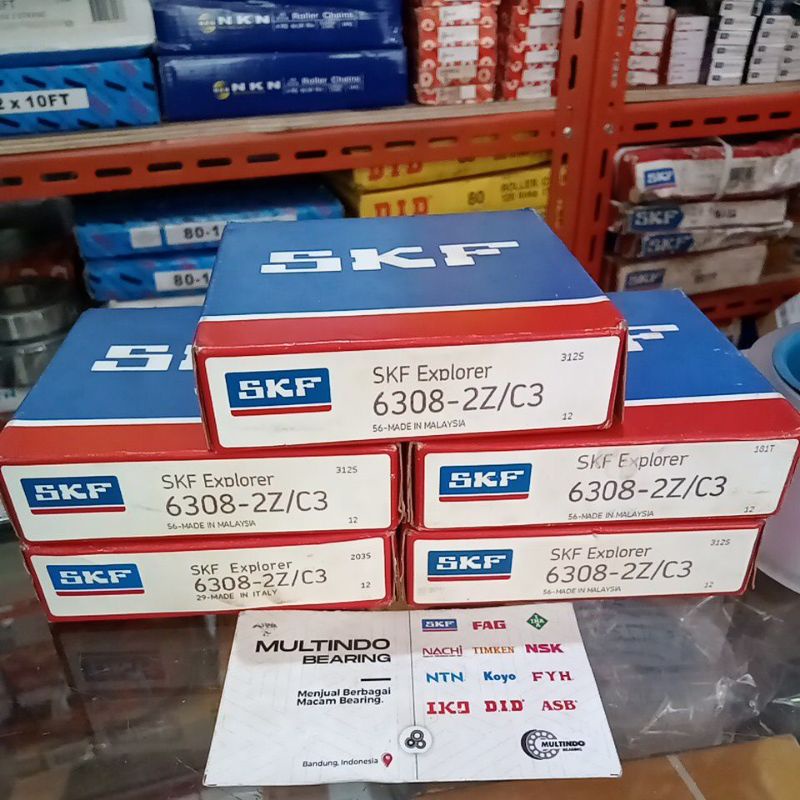 NKN Roller Chains
NKN Roller Chains
2 x 10FT
DID
DID 80 ROLLER
80-1
80-1
SKF
SKF
SKF
SKF
SKF
SKF Explorer
3125
6308-2Z/C3
56-MADE IN MALAYSIA
12
SKF
SKF Explorer
3125
6308-2Z/C3
56-MADE IN MALAYSIA
12
SKF
SKF Explorer
181T
6308-2Z/C3
56-MADE IN MALAYSIA
12
SKF
SKF Explorer
2035
6308-2Z/C3
29-MADE IN ITALY
12
SKF
SKF Explorer
3125
6308-2Z/C3
56-MADE IN MALAYSIA
12
MULTINDO
BEARING
Menjual Berbagai
Macam Bearing.
Bandung, Indonesia
SKF FAG INA
NACHI TIMKEN NSK
NTN Koyo FYH
IKO D.I.D ASB
MULTINDO
BEARING